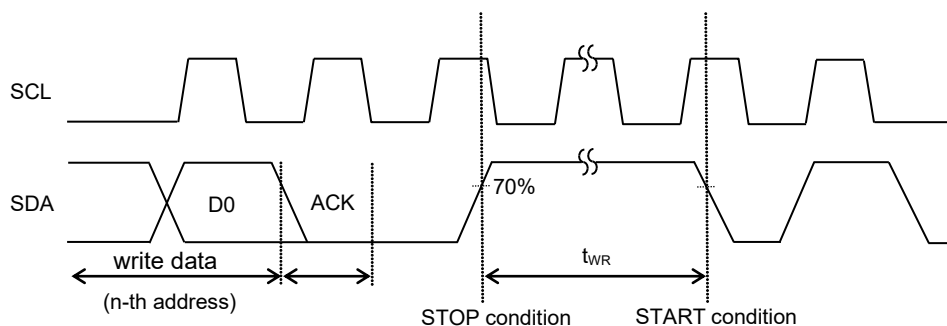 SCL
SDA
D0
ACK
70%
write data
(n-th address)
tWR
STOP condition
START condition